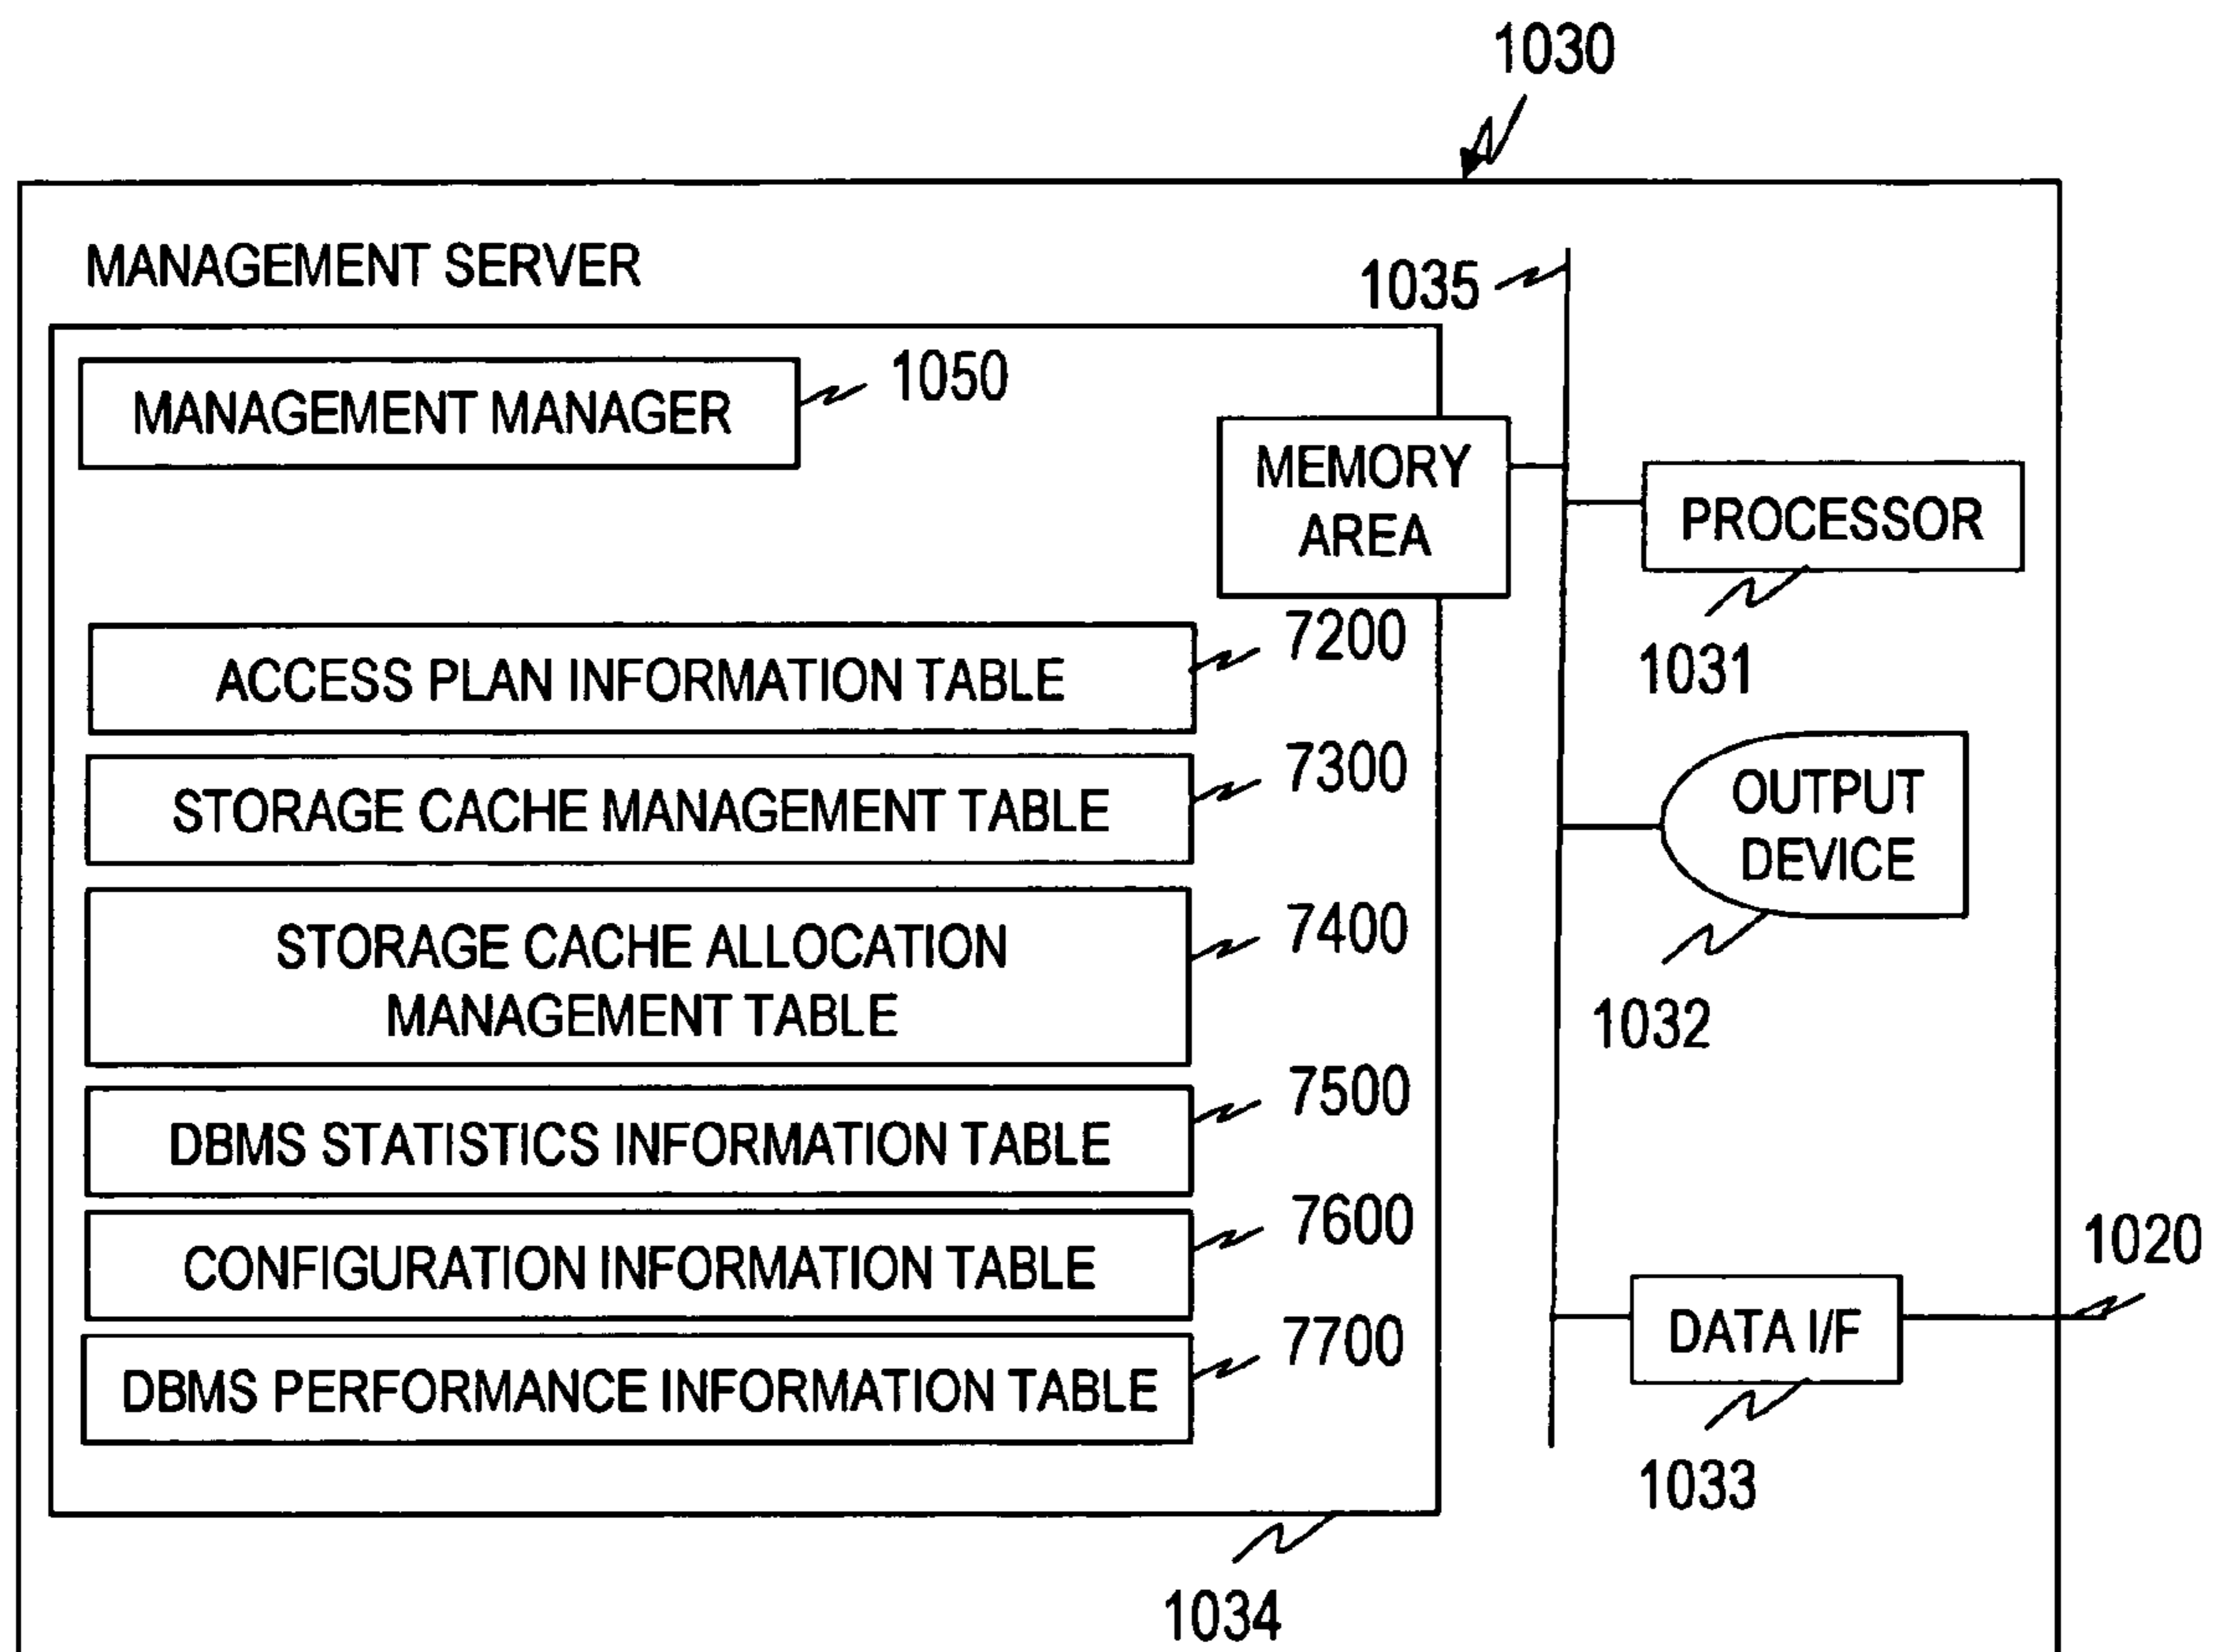 1030
MANAGEMENT SERVER
1035
MANAGEMENT MANAGER
1050
MEMORY
AREA
PROCESSOR
1031
ACCESS PLAN INFORMATION TABLE
7200
STORAGE CACHE MANAGEMENT TABLE
7300
OUTPUT
DEVICE
1032
STORAGE CACHE ALLOCATION
MANAGEMENT TABLE
7400
DBMS STATISTICS INFORMATION TABLE
7500
CONFIGURATION INFORMATION TABLE
7600
1020
DATA I/F
1033
DBMS PERFORMANCE INFORMATION TABLE
7700
1034